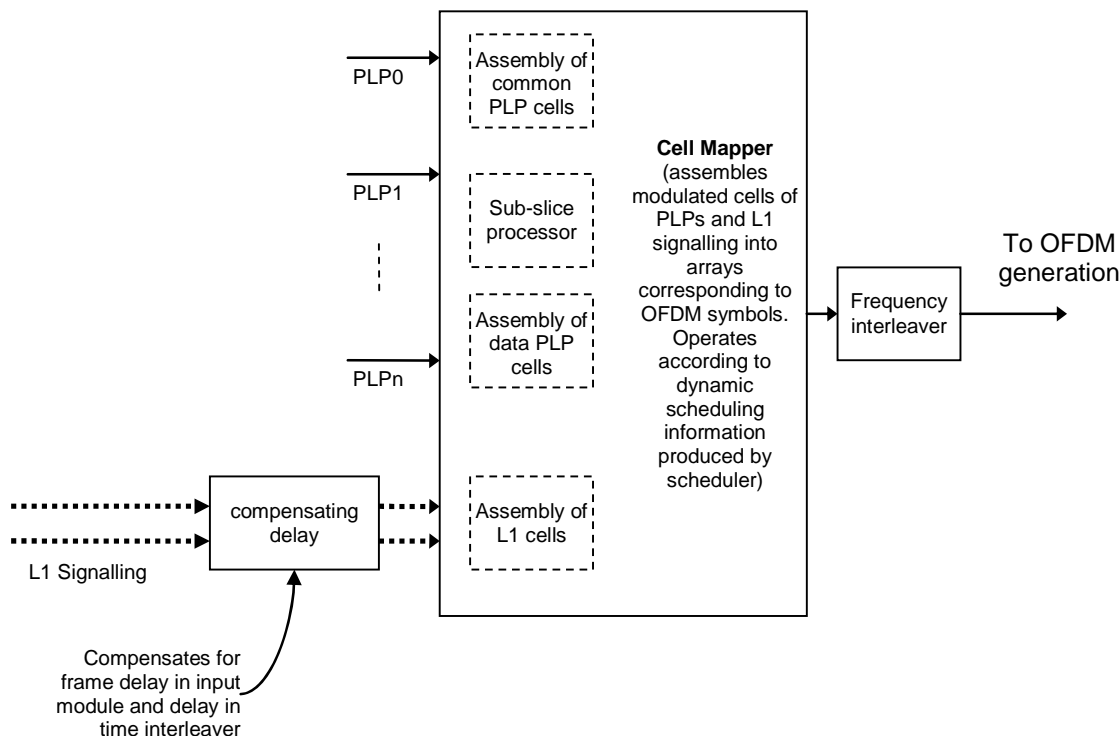 PLP0
PLP1
PLPn
Assembly of
common
PLP cells
Sub-slice
processor
Assembly of
data PLP
cells
Assembly of
L1 cells
Cell Mapper
(assembles
modulated cells of
PLPs and L1
signalling into
arrays
corresponding to
OFDM symbols.
Operates
according to
dynamic
scheduling
information
produced by
scheduler)
Frequency
interleaver
To OFDM
generation
compensating
delay
L1 Signalling
Compensates for
frame delay in input
module and delay in
time interleaver